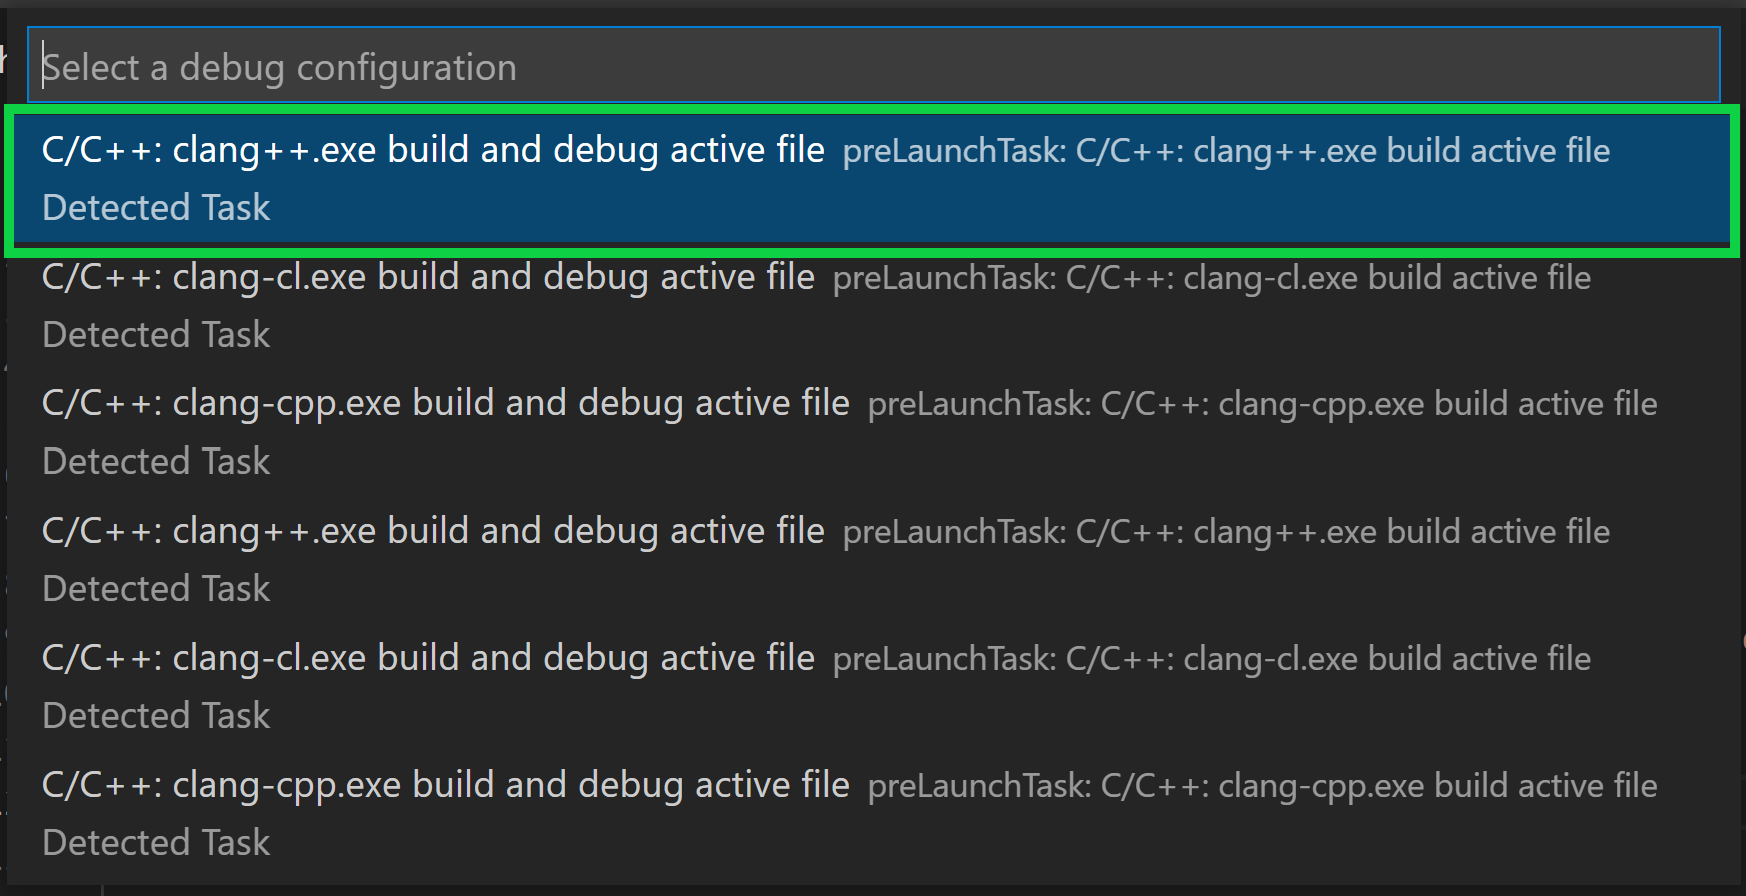 Select a debug configuration
C/C++: clang++.exe build and debug active file preLaunchTask: C/C++: clang++.exe build active file
Detected Task
C/C++: clang-cl.exe build and debug active file preLaunchTask: C/C++: clang-cl.exe build active file
Detected Task
C/C++: clang-cpp.exe build and debug active file preLaunchTask: C/C++: clang-cpp.exe build active file
Detected Task
C/C++: clang++.exe build and debug active file preLaunchTask: C/C++: clang++.exe build active file
Detected Task
C/C++: clang-cl.exe build and debug active file preLaunchTask: C/C++: clang-cl.exe build active file
Detected Task
C/C++: clang-cpp.exe build and debug active file preLaunchTask: C/C++: clang-cpp.exe build active file
Detected Task